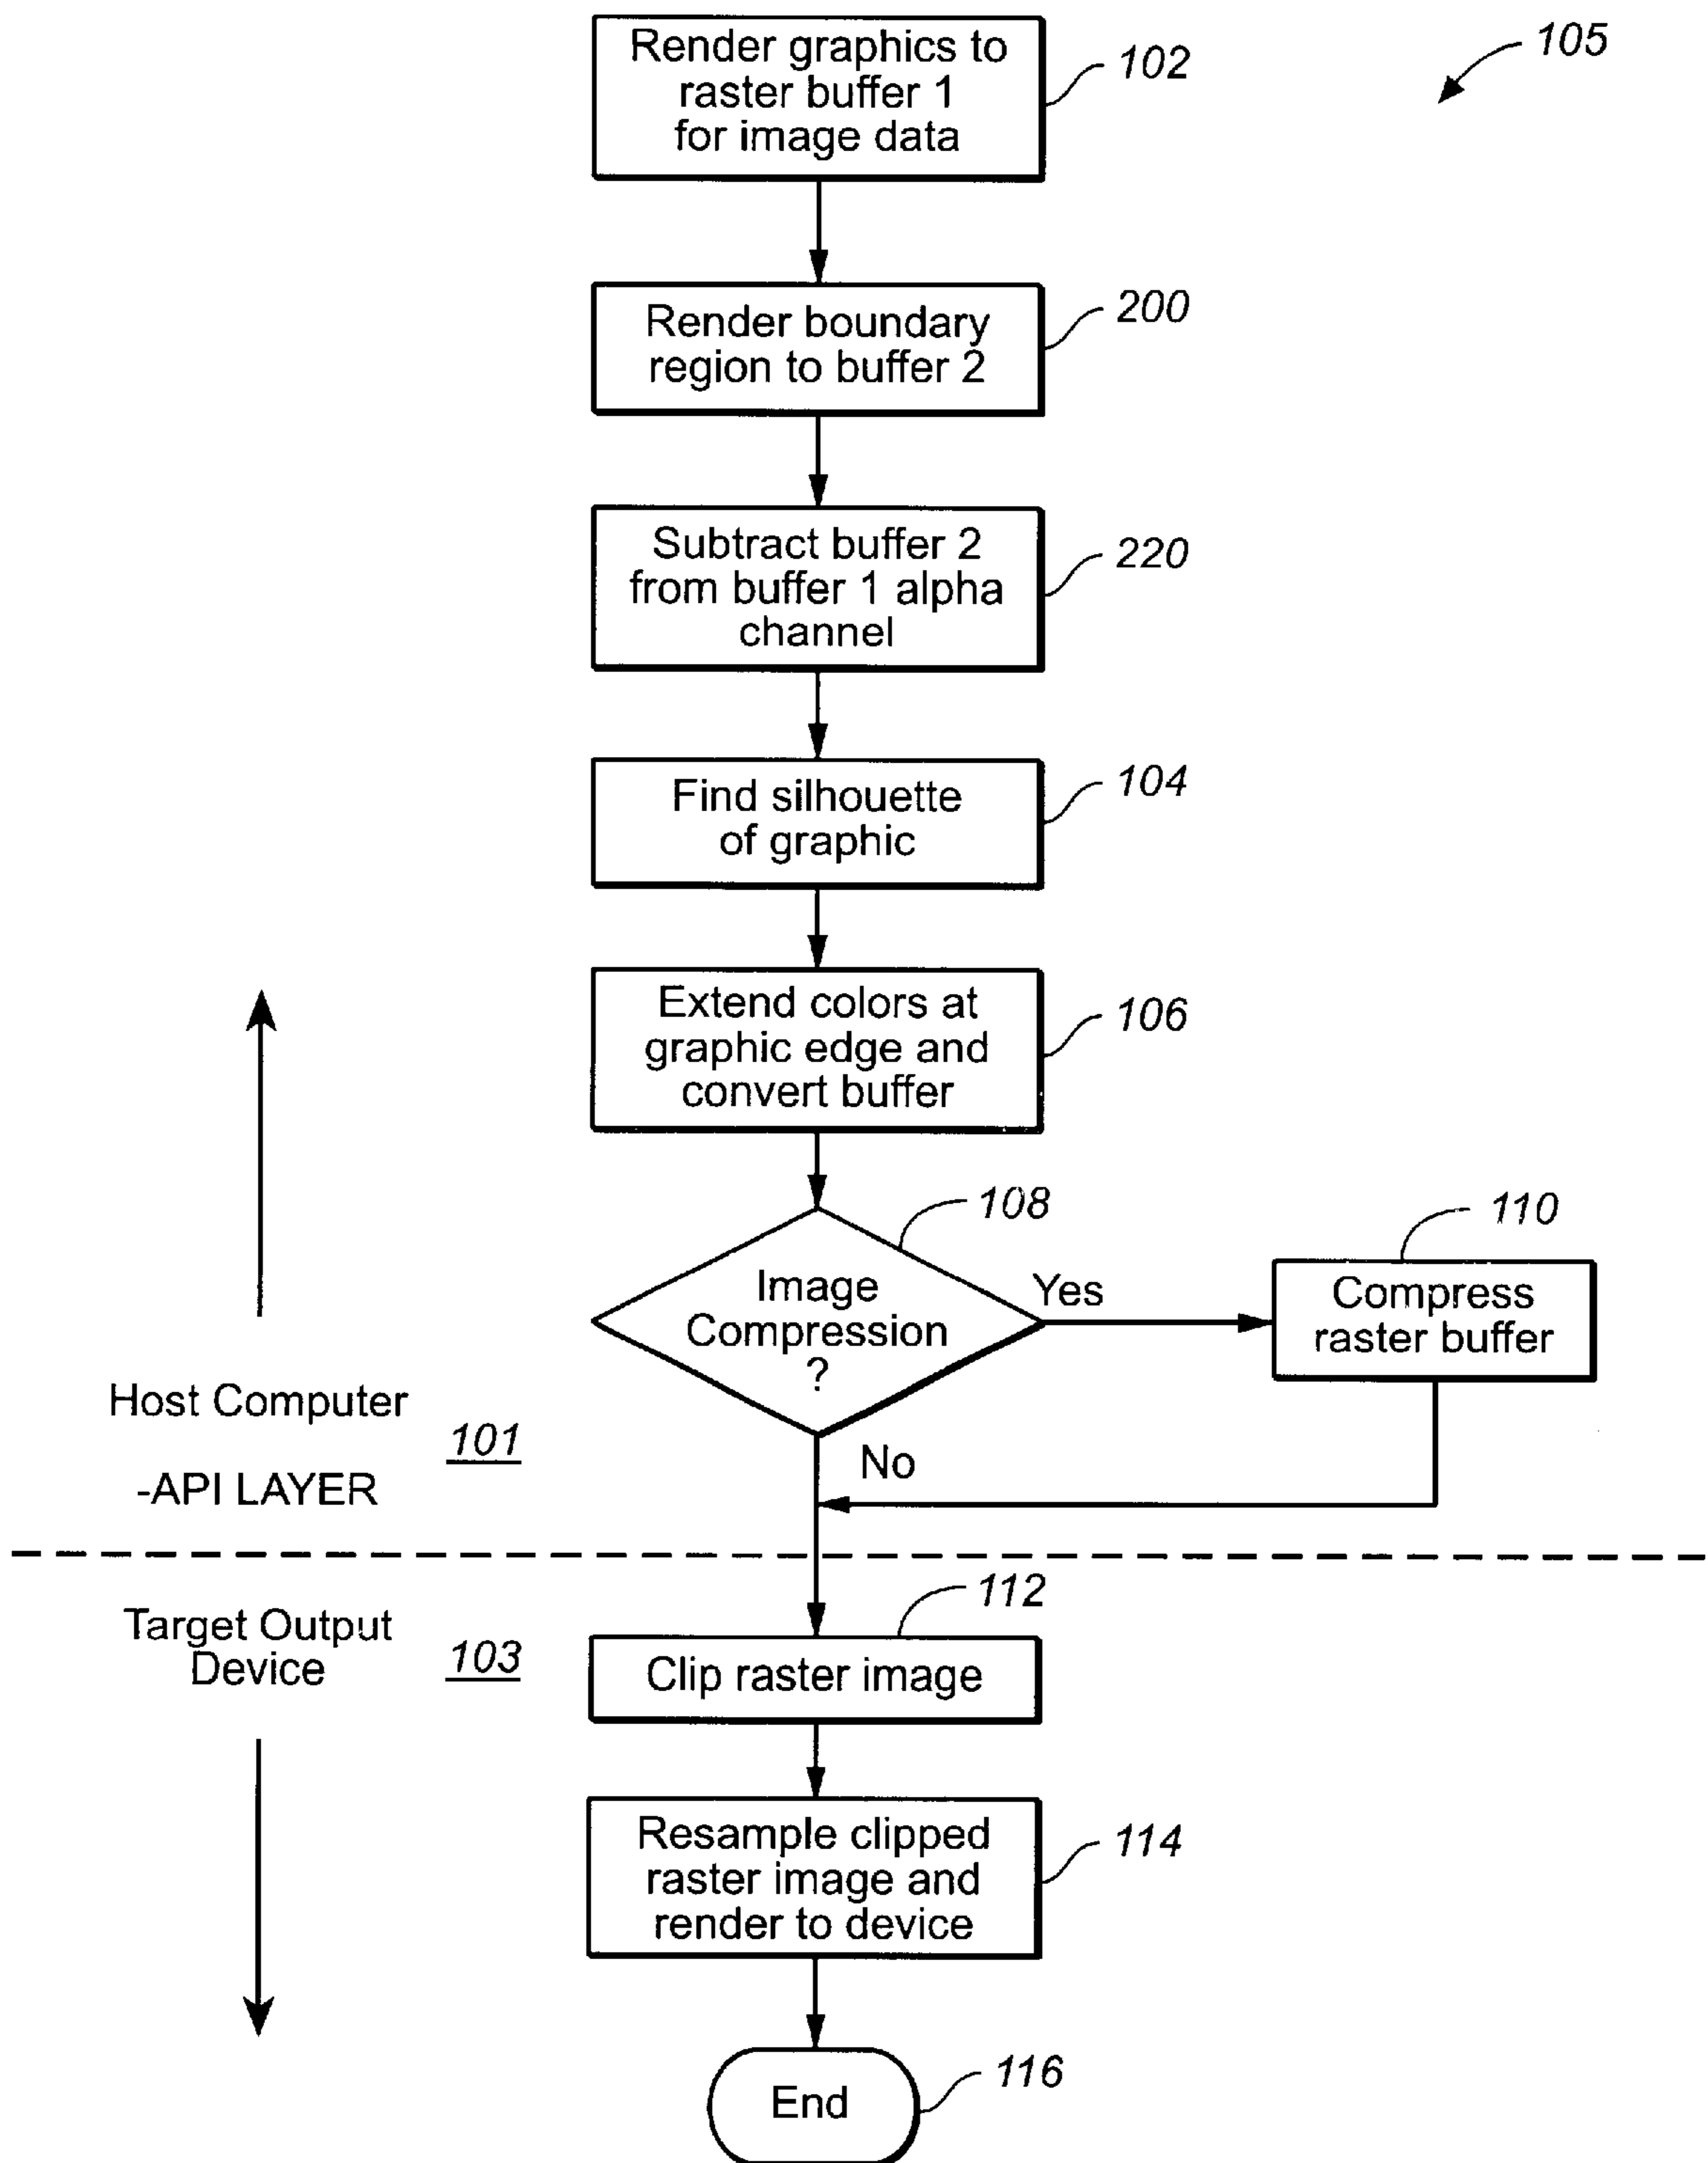 Render graphics to
raster buffer 1
for image data
102
105
Render boundary
region to buffer 2
200
Subtract buffer 2
from buffer 1 alpha
channel
220
Find silhouette
of graphic
104
Extend colors at
graphic edge and
convert buffer
106
108
Image
Compression
?
Yes
110
Compress
raster buffer
No
Host Computer
-API LAYER
101
Target Output
Device
103
112
Clip raster image
Resample clipped
raster image and
render to device
114
End
116